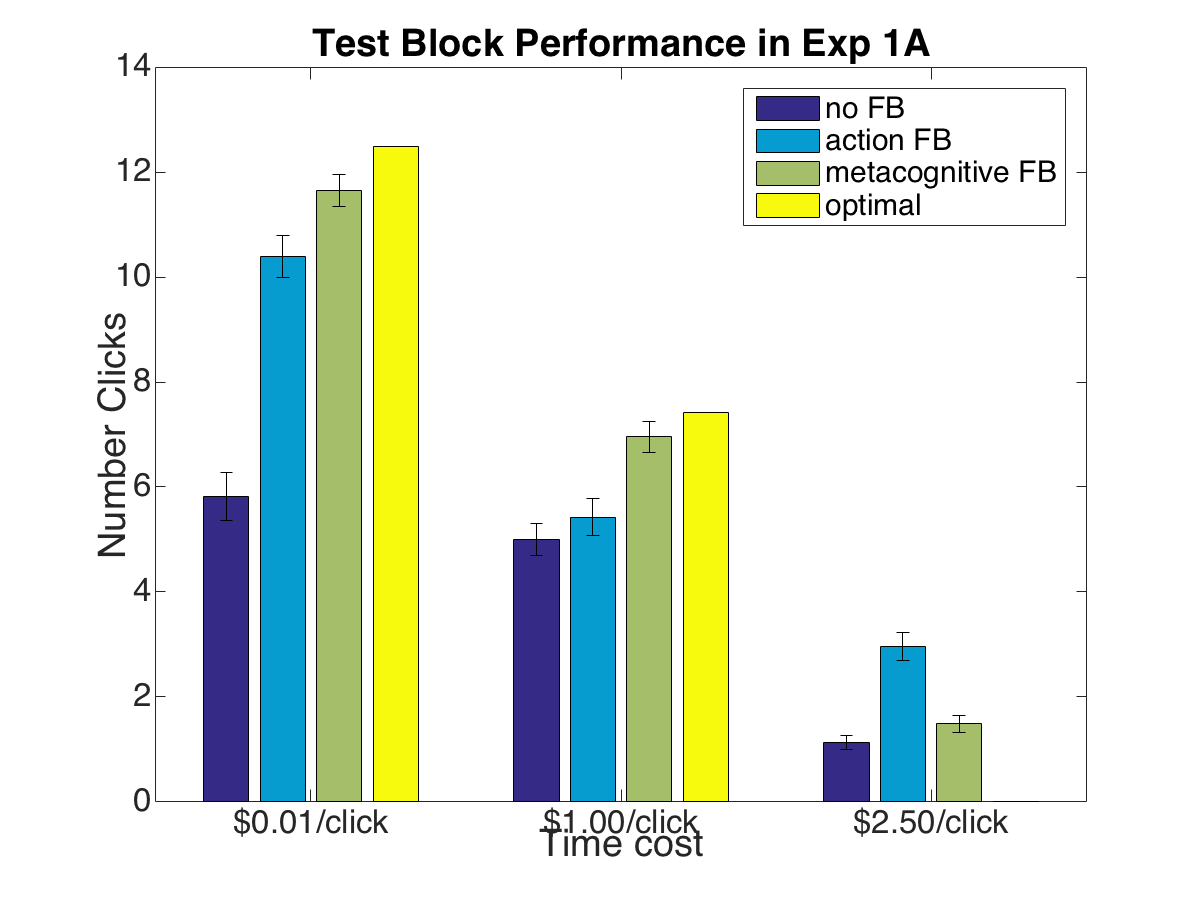 Test Block Performance in Exp 1A
14
12
10
8
6
4
2
0
Number Clicks
no FB
action FB
metacognitive FB
optimal
$0.01/click
$1.00/click
$2.50/click
Time cost